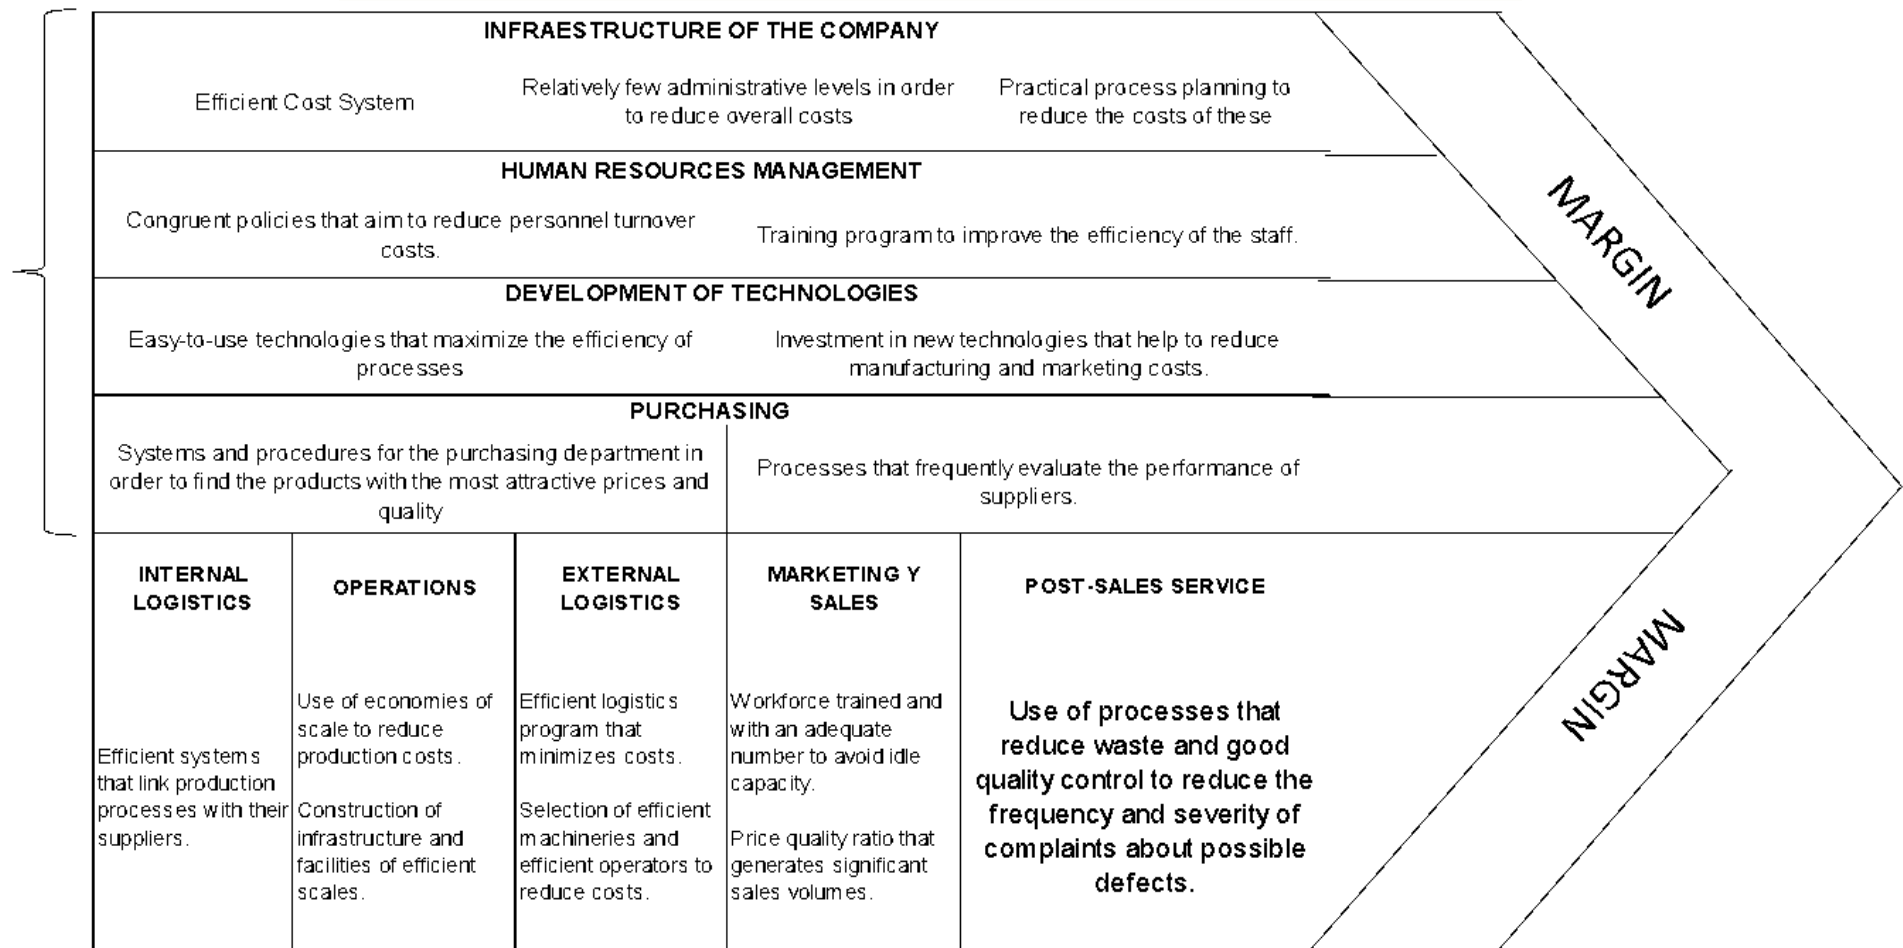 INFRAESTRUCTURE OF THE COMPANY
Efficient Cost System
Relatively few administrative levels in order
to reduce overall costs
Practical process planning to
reduce the costs of these
HUMAN RESOURCES MANAGEMENT
Congruent policies that aim to reduce personnel turnover
costs.
Training program to improve the efficiency of the staff.
DEVELOPMENT OF TECHNOLOGIES
Easy-to-use technologies that maximize the efficiency of
processes
Investment in new technologies that help to reduce
manufacturing and marketing costs.
PURCHASING
Systems and procedures for the purchasing department in
order to find the products with the most attractive prices and
quality
Processes that frequently evaluate the performance of
suppliers.
MARGIN
INTERNAL
LOGISTICS
Efficient systems
that link production
processes with their
suppliers.
OPERATIONS
Use of economies of
scale to reduce
production costs.
Construction of
infrastructure and
facilities of efficient
scales.
EXTERNAL
LOGISTICS
Efficient logistics
program that
minimizes costs.
Selection of efficient
machineries and
efficient operators to
reduce costs.
MARKETING Y
SALES
Workforce trained and
with an adequate
number to avoid idle
capacity.
Price quality ratio that
generates significant
sales volumes.
POST-SALES SERVICE
Use of processes that
reduce waste and good
quality control to reduce the
frequency and severity of
complaints about possible
defects.
MARGIN